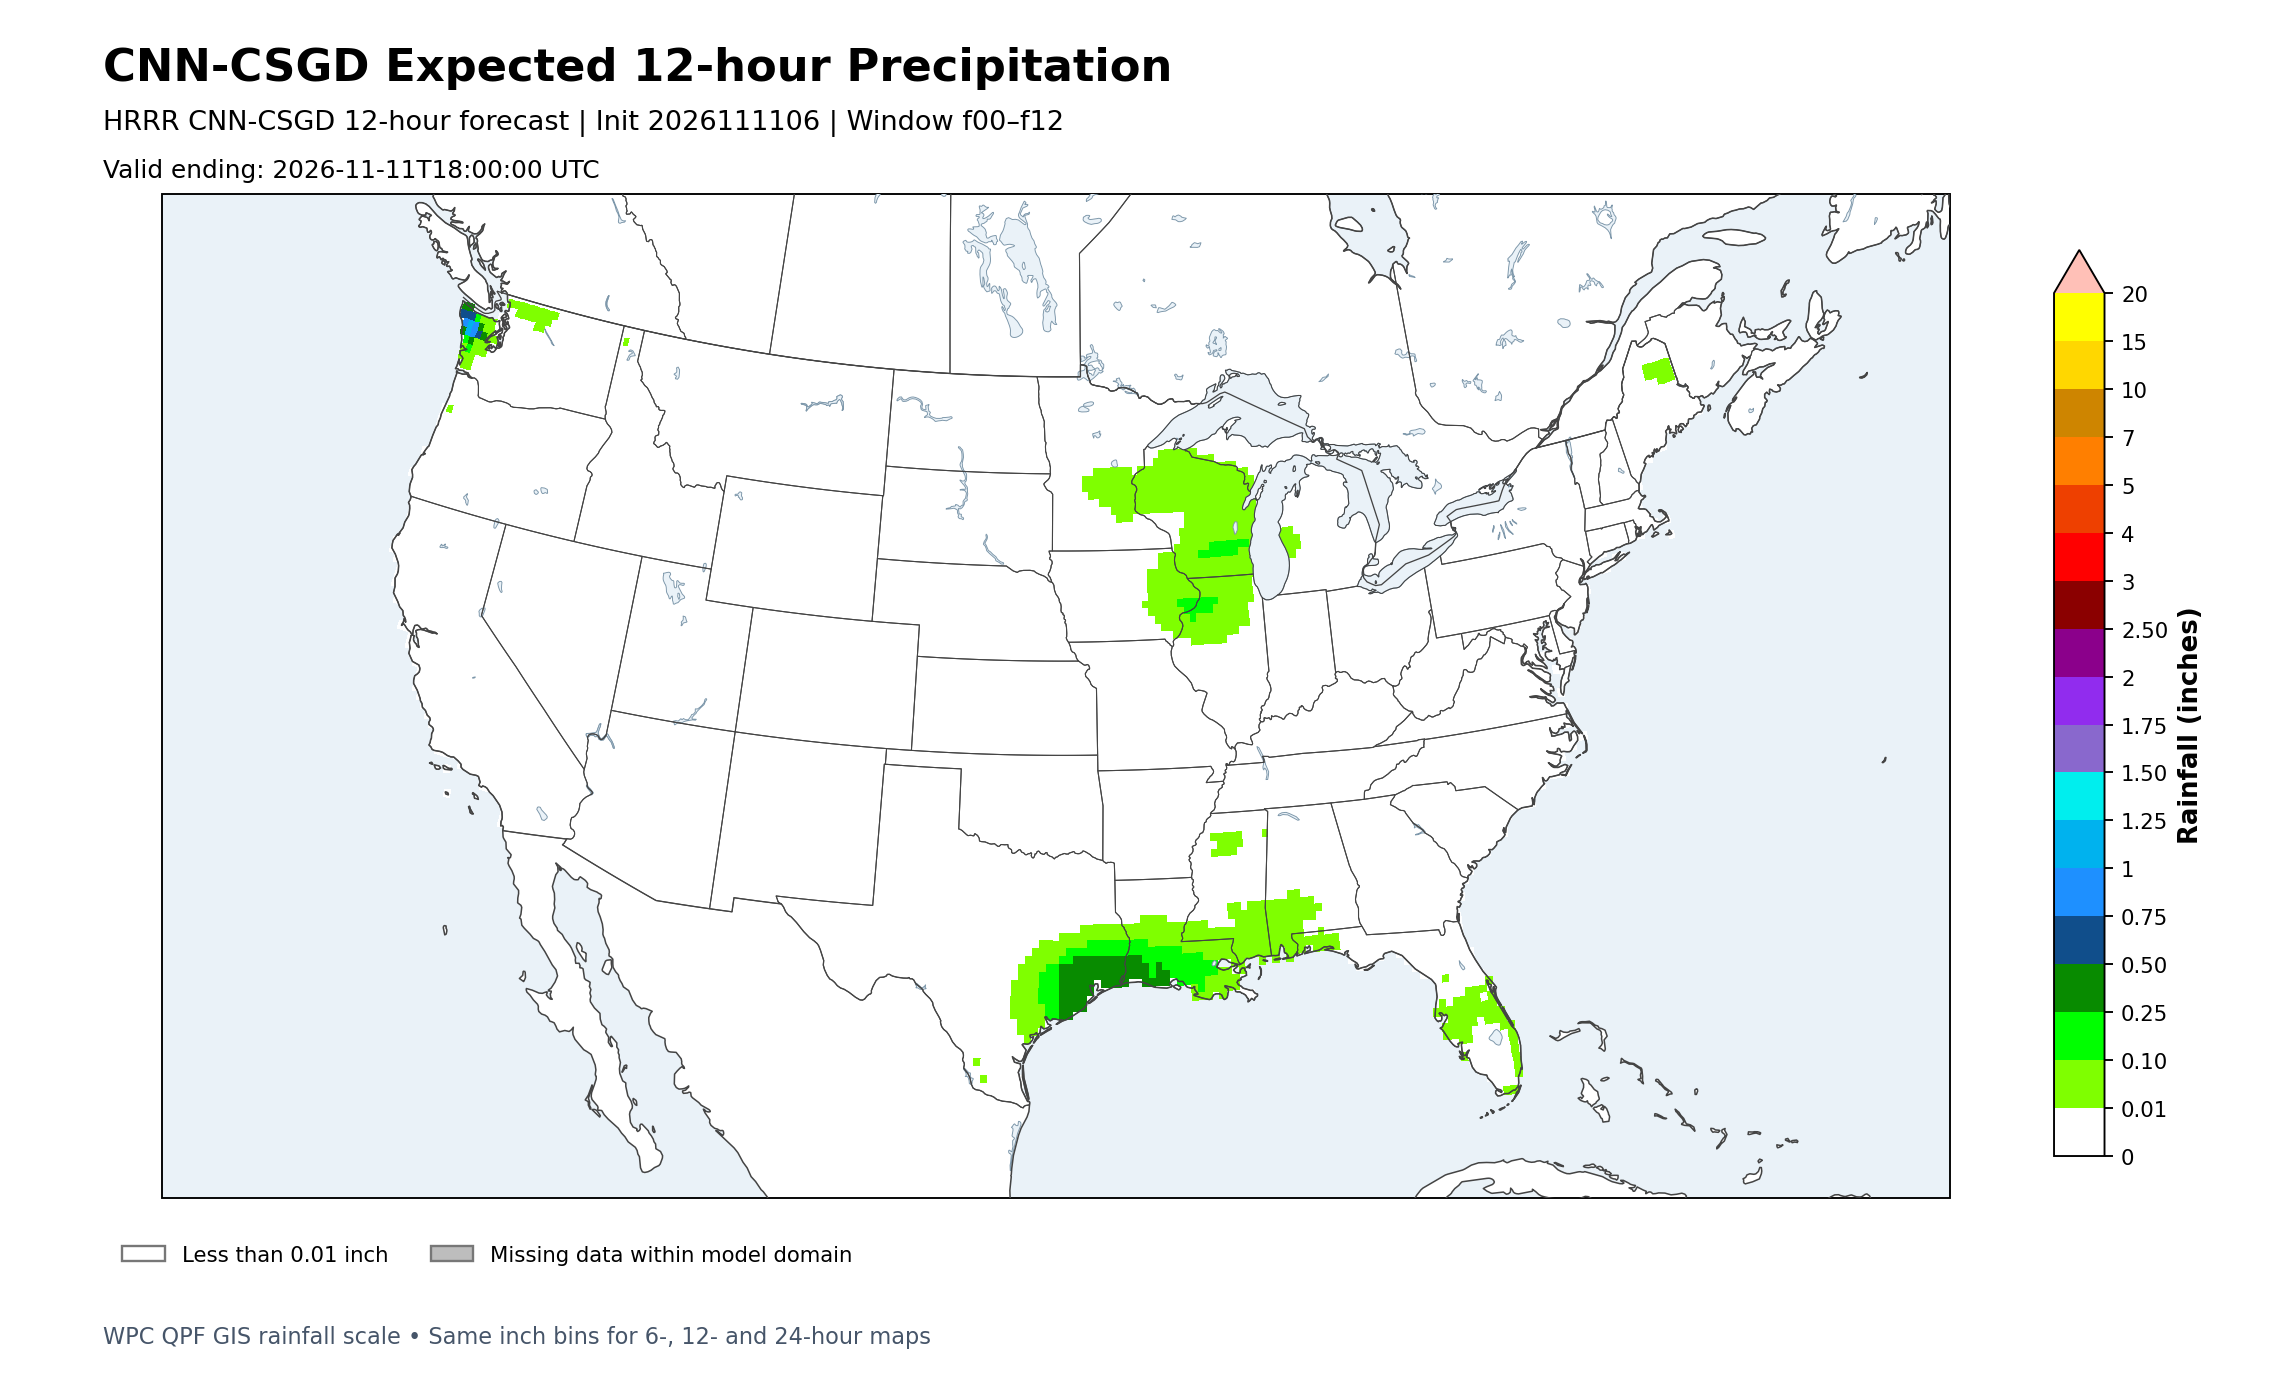 CNN-CSGD Expected 12-hour Precipitation
HRRR CNN-CSGD 12-hour forecast | Init 2026111106 | Window f00–f12
Valid ending: 2026-11-11T18:00:00 UTC
20
15
10
7
5
4
3
2.50
2
1.75
1.50
1.25
1
0.75
0.50
0.25
0.10
0.01
0
Rainfall (inches)
Less than 0.01 inch
Missing data within model domain
WPC QPF GIS rainfall scale • Same inch bins for 6-, 12- and 24-hour maps